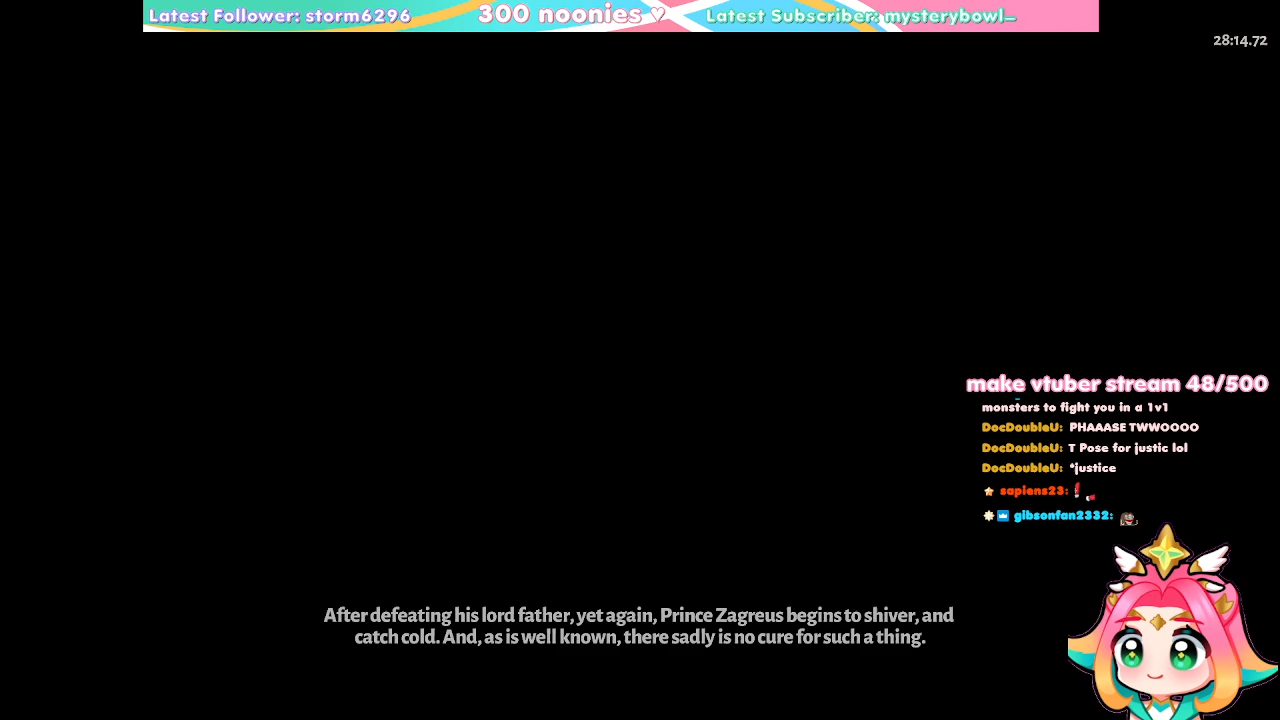 Latest Follower: storm6296
300 noonies ♥
Latest Subscriber: mysterybowl_
28:14.72
make vtuber stream 48/500
monsters to fight you in a 1v1
DocDoubleU: PHAAASE TWWOOOO
DocDoubleU: T Pose for justic lol
DocDoubleU: *justice
sapiens23:
gibsonfan2332:
After defeating his lord father, yet again, Prince Zagreus begins to shiver, and
catch cold. And, as is well known, there sadly is no cure for such a thing.